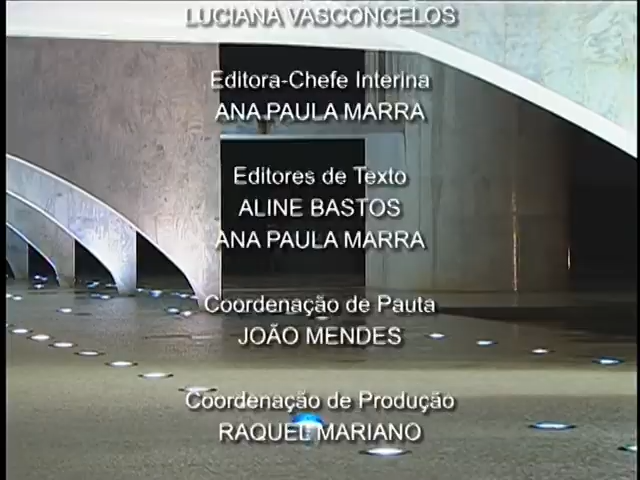 LUCIANA VASCONCELOS
Editora-Chefe Interina
ANA PAULA MARRA
Editores de Texto
ALINE BASTOS
ANA PAULA MARRA
Coordenação de Pauta
JOÃO MENDES
Coordenação de Produção
RAQUEL MARIANO